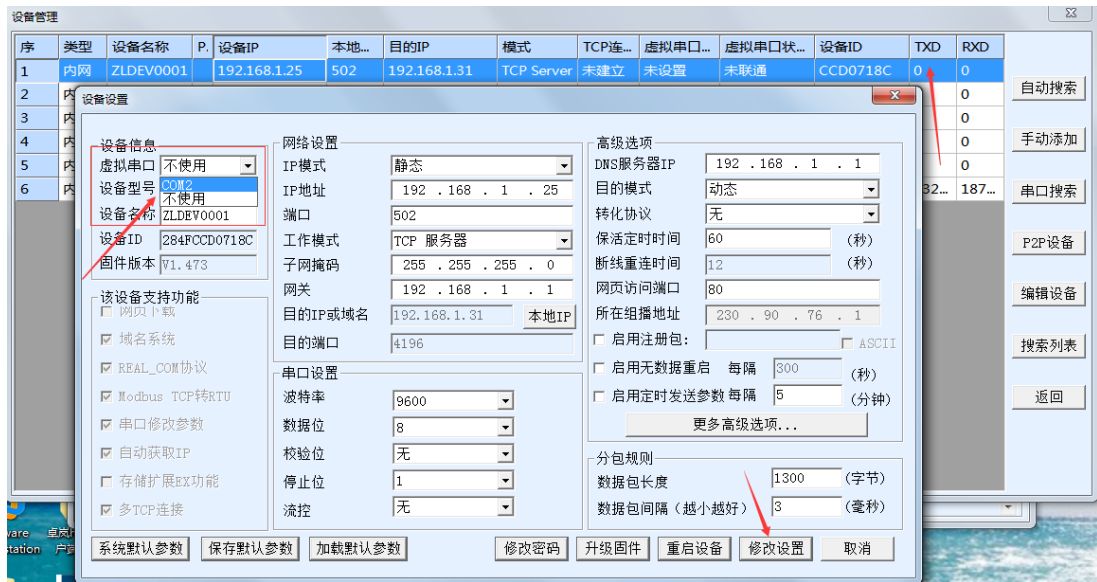 设备管理
序 类型 设备名称 P. 设备IP 本地... 目的IP 模式 TCP连... 虚拟串口... 虚拟串口状... 设备ID TXD RXD
1 内网 ZLDEV0001 192.168.1.25 502 192.168.1.31 TCP Server 未建立 未设置 未联通 CCD0718C 0 0
2 0
3 0
4 0
5 0
6 32... 187...
自动搜索
手动添加
串口搜索
P2P设备
编辑设备
搜索列表
返回
设备设置
设备信息
虚拟串口 不使用
设备型号 COM2
不使用
设备名称 ZLDEV0001
设备ID 284FCCD0718C
固件版本 V1.473
该设备支持功能
网页下载
域名系统
REAL_COM协议
Modbus TCP转RTU
串口修改参数
自动获取IP
存储扩展EX功能
多TCP连接
网络设置
IP模式 静态
IP地址 192 .168 . 1 . 25
端口 502
工作模式 TCP 服务器
子网掩码 255 .255 .255 . 0
网关 192 .168 . 1 . 1
目的IP或域名 192.168.1.31 本地IP
目的端口 4196
串口设置
波特率 9600
数据位 8
校验位 无
停止位 1
流控 无
高级选项
DNS服务器IP 192 .168 . 1 . 1
目的模式 动态
转化协议 无
保活定时时间 60 (秒)
断线重连时间 12 (秒)
网页访问端口 80
所在组播地址 230 . 90 . 76 . 1
启用注册包: ASCII
启用无数据重启 每隔 300 (秒)
启用定时发送参数 每隔 5 (分钟)
更多高级选项...
分包规则
数据包长度 1300 (字节)
数据包间隔(越小越好) 3 (毫秒)
系统默认参数 保存默认参数 加载默认参数 修改密码 升级固件 重启设备 修改设置 取消